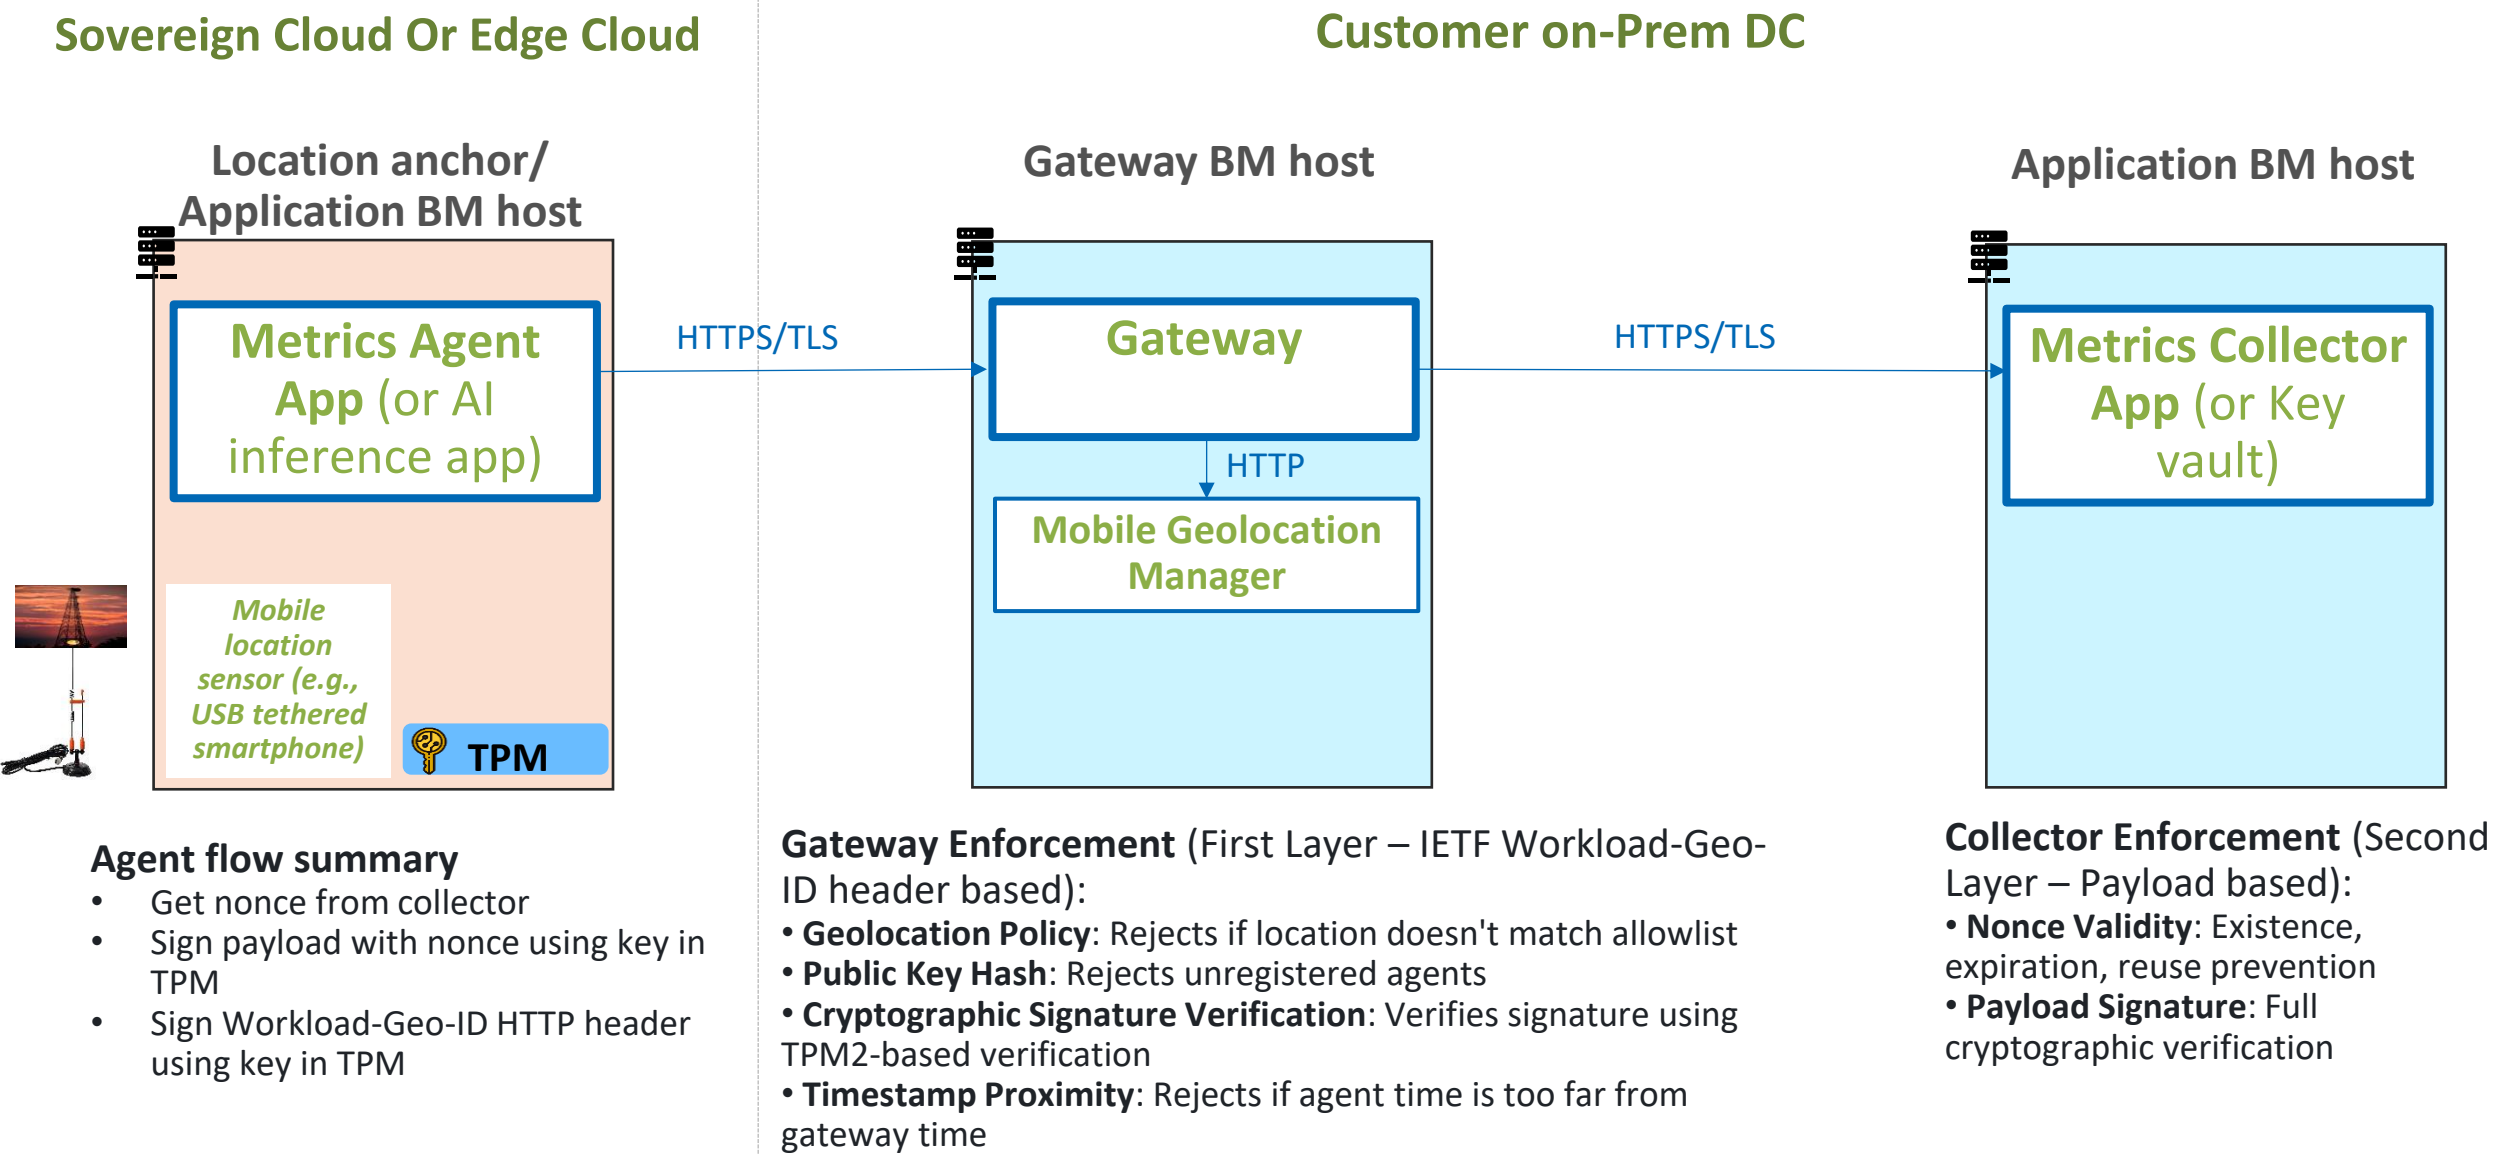 Sovereign Cloud Or Edge Cloud
Customer on-Prem DC
Location anchor/
Application BM host
Gateway BM host
Application BM host
Metrics Agent
App (or AI
inference app)
HTTPS/TLS
Gateway
HTTPS/TLS
Metrics Collector
App (or Key
vault)
HTTP
Mobile Geolocation
Manager
Mobile
location
sensor (e.g.,
USB tethered
smartphone)
TPM
Agent flow summary
• Get nonce from collector
• Sign payload with nonce using key in
TPM
• Sign Workload-Geo-ID HTTP header
using key in TPM
Gateway Enforcement (First Layer – IETF Workload-Geo-
ID header based):
• Geolocation Policy: Rejects if location doesn't match allowlist
• Public Key Hash: Rejects unregistered agents
• Cryptographic Signature Verification: Verifies signature using
TPM2-based verification
• Timestamp Proximity: Rejects if agent time is too far from
gateway time
Collector Enforcement (Second
Layer – Payload based):
• Nonce Validity: Existence,
expiration, reuse prevention
• Payload Signature: Full
cryptographic verification